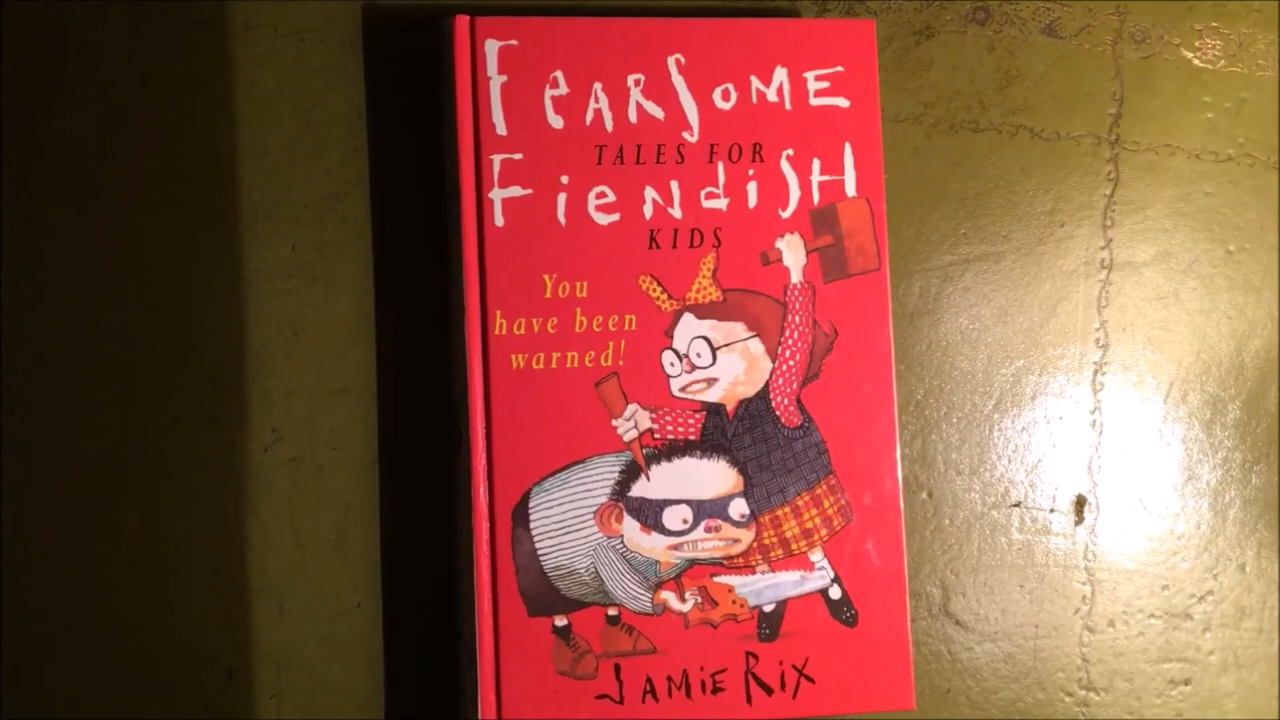 FeARSOME
TALES FOR
FiENdiSH
KIDS
You
have been
warned!
JAMiE RiX